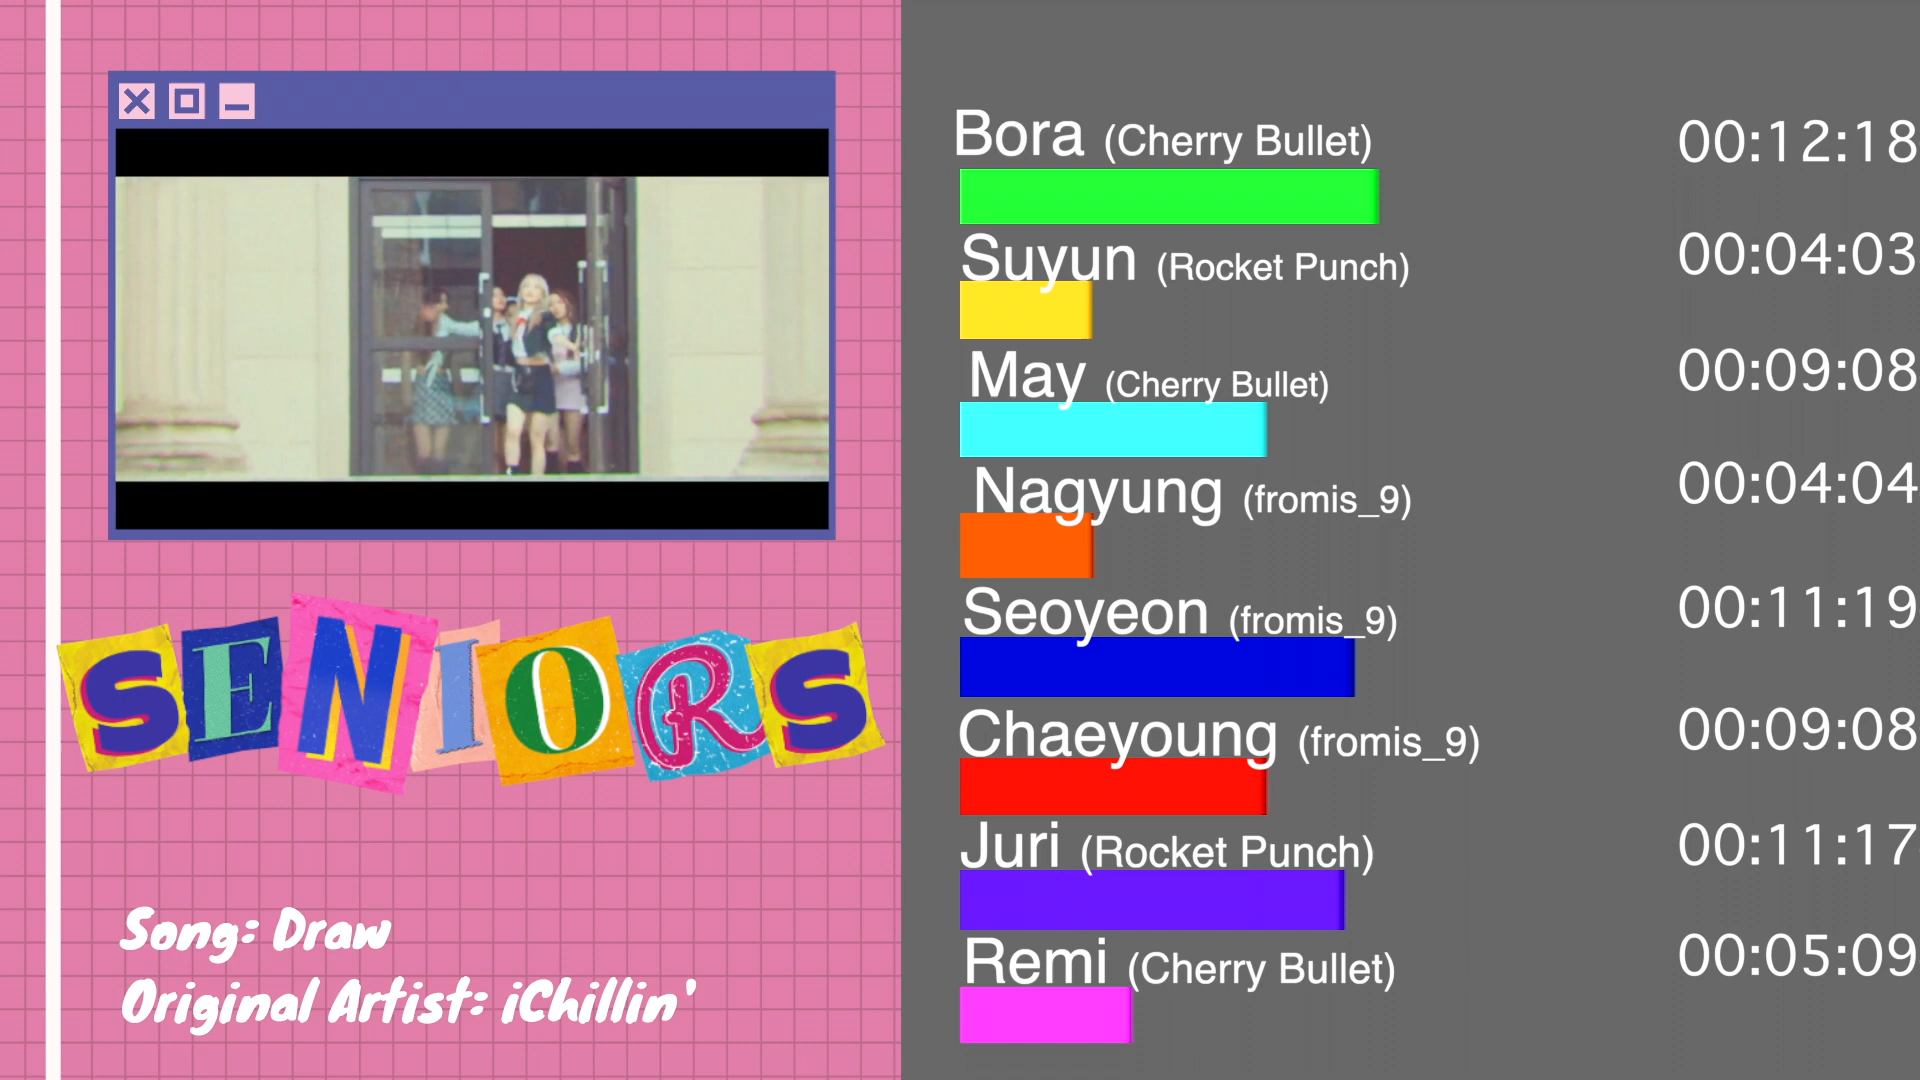 SENIORS
Song: Draw
Original Artist: iChillin'
Bora (Cherry Bullet) 00:12:18
Suyun (Rocket Punch) 00:04:03
May (Cherry Bullet) 00:09:08
Nagyung (fromis_9) 00:04:04
Seoyeon (fromis_9) 00:11:19
Chaeyoung (fromis_9) 00:09:08
Juri (Rocket Punch) 00:11:17
Remi (Cherry Bullet) 00:05:09